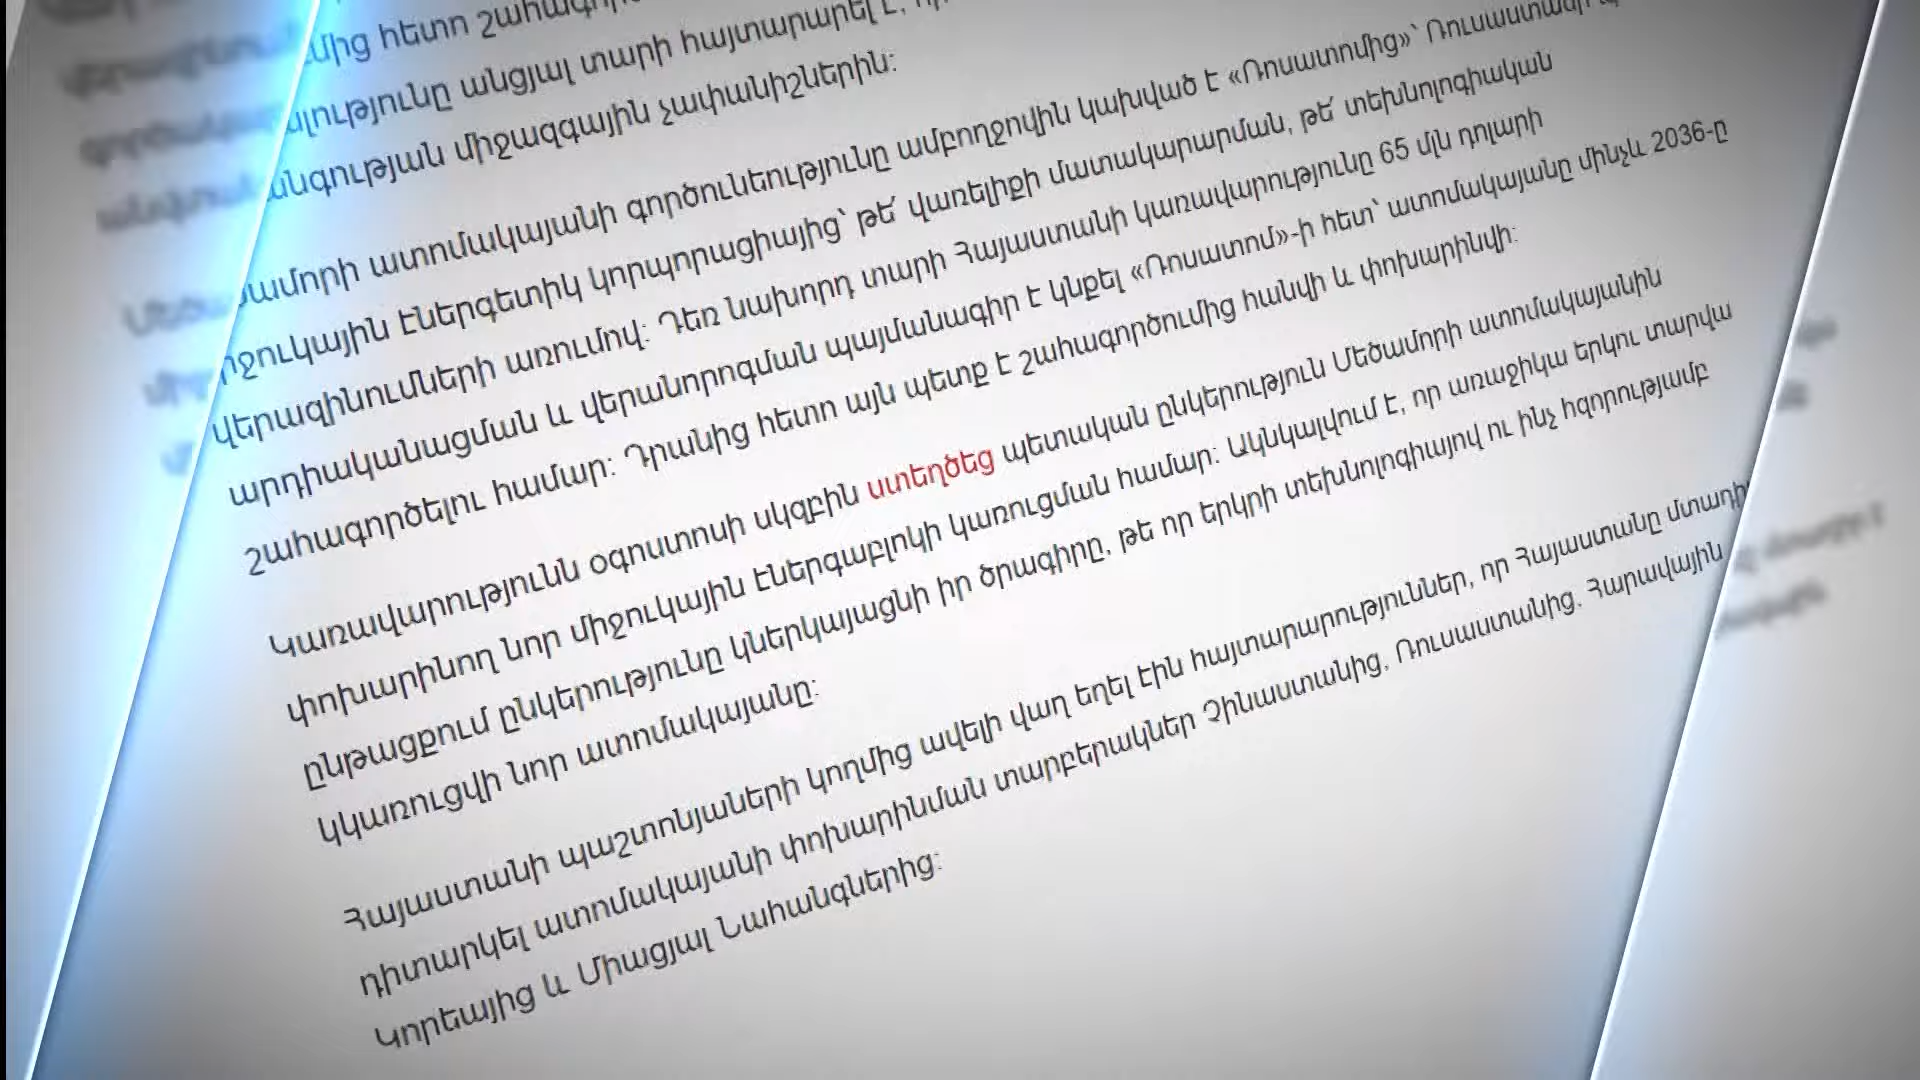 հետո
ությունը անցյալ տարի հայտարարել է, որ
անգության միջազգային չափանիշներին:
Մեծամորի ատոմակայանի գործունեությունը ամբողջովին կախված է «Ռոսատոմից»՝ Ռուսաստանի
միջուկային էներգետիկ կորպորացիայից՝ թե՛ վառելիքի մատակարարման, թե՛ տեխնոլոգիական
վերազինումների առումով: Դեռ նախորդ տարի Հայաստանի կառավարությունը 65 մլն դոլարի
արդիականացման և վերանորոգման պայմանագիր է կնքել «Ռոսատոմ»-ի հետ՝ ատոմակայանը մինչև 2036-ը
շահագործելու համար: Դրանից հետո այն պետք է շահագործումից հանվի և փոխարինվի:
Կառավարությունն օգոստոսի սկզբին ստեղծեց պետական ընկերություն Մեծամորի ատոմակայանին
փոխարինող նոր միջուկային էներգաբլոկի կառուցման համար: Ակնկալվում է, որ առաջիկա երկու տարվա
ընթացքում ընկերությունը կներկայացնի իր ծրագիրը, թե որ երկրի տեխնոլոգիայով ու ինչ հզորությամբ
կկառուցվի նոր ատոմակայանը:
Հայաստանի պաշտոնյաների կողմից ավելի վաղ եղել էին հայտարարություններ, որ Հայաստանը մտադիր
դիտարկել ատոմակայանի փոխարինման տարբերակներ Չինաստանից, Ռուսաստանից. Հարավային
Կորեայից և Միացյալ Նահանգներից: